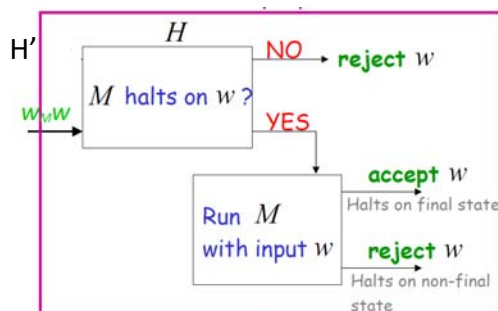 H
H'
NO
reject w
M halts on w ?
wMw
YES
accept w
Halts on final state
Run M
with input w
reject w
Halts on non-final
state